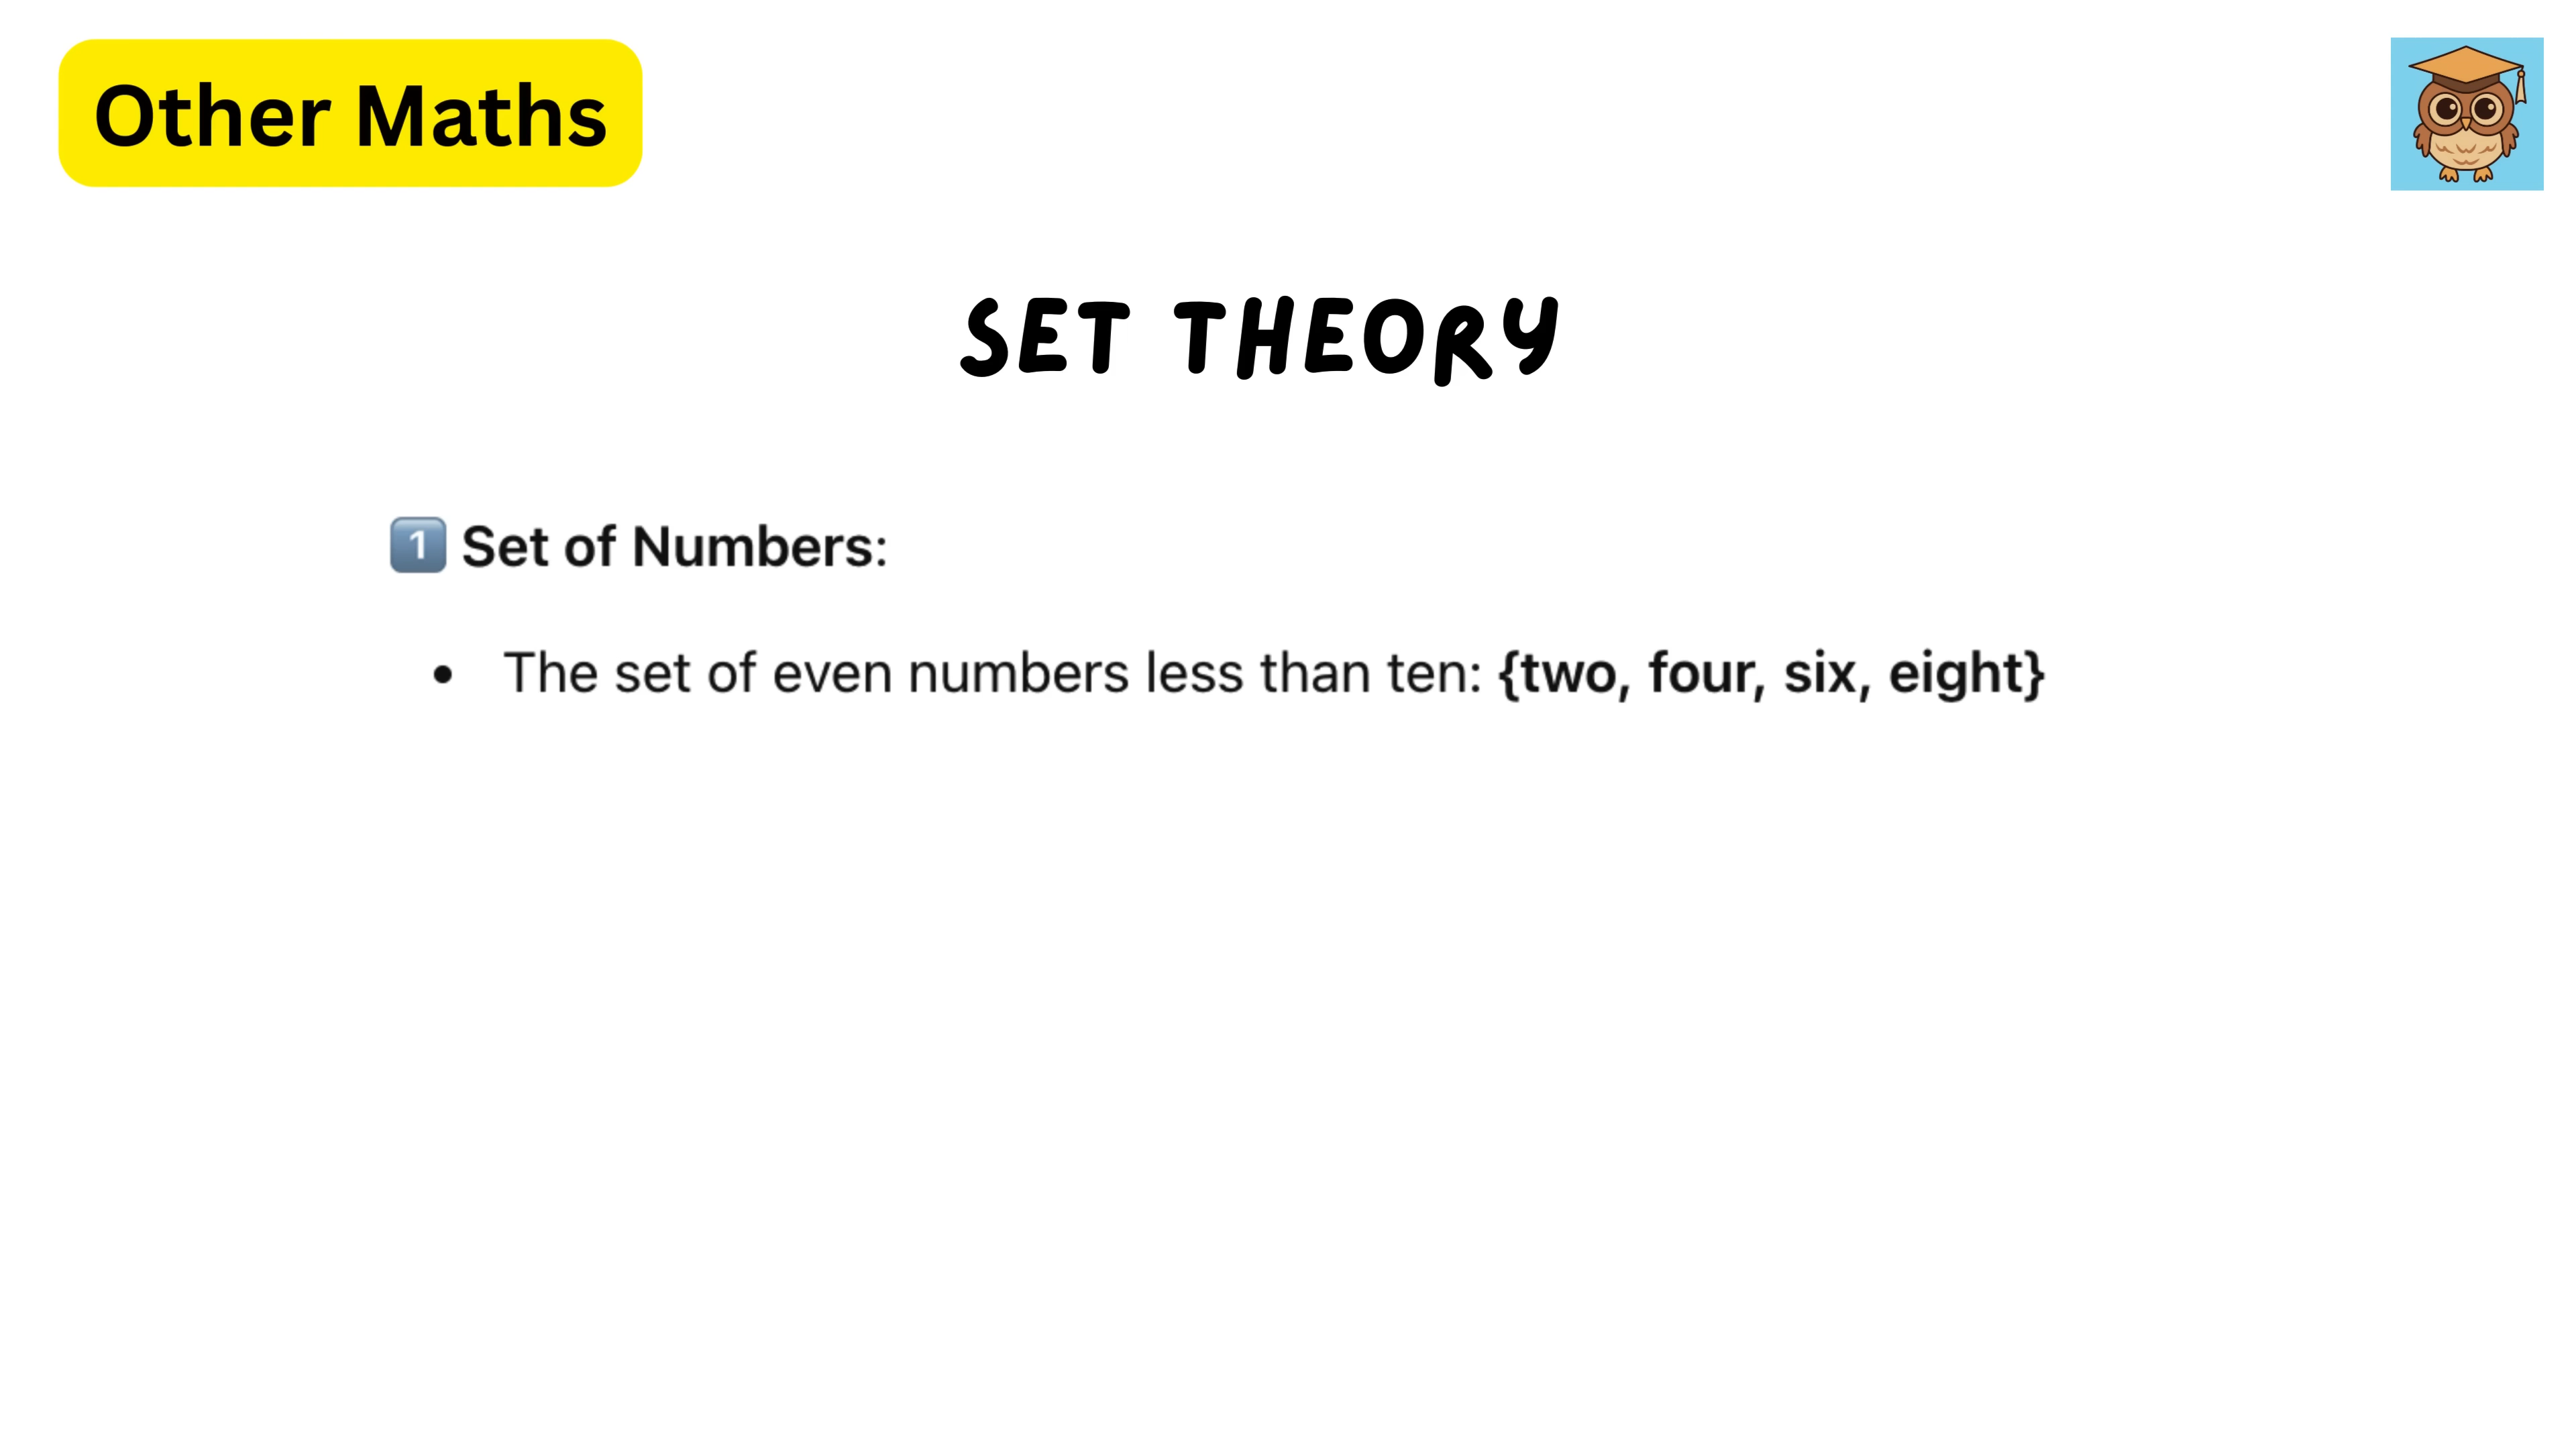 Other Maths
SET THEORY
1 Set of Numbers:
• The set of even numbers less than ten: {two, four, six, eight}